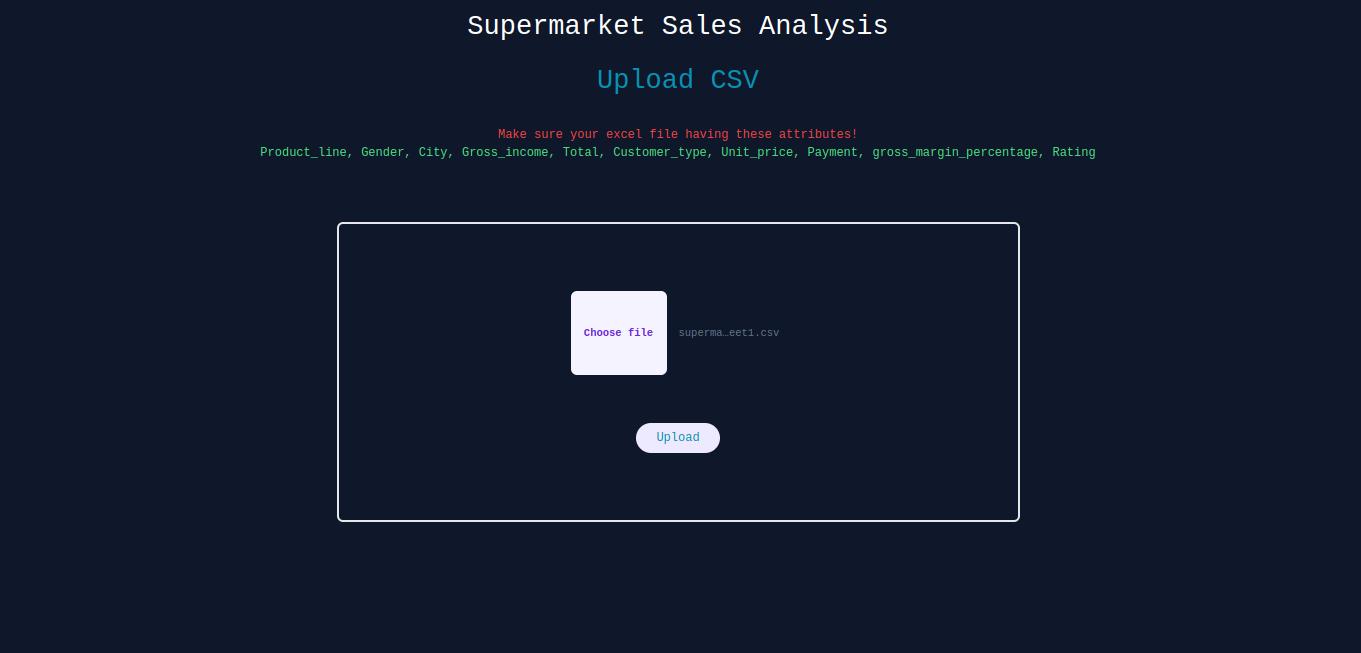 Supermarket Sales Analysis
Upload CSV
Make sure your excel file having these attributes!
Product_line, Gender, City, Gross_income, Total, Customer_type, Unit_price, Payment, gross_margin_percentage, Rating
Choose file superma…eet1.csv
Upload